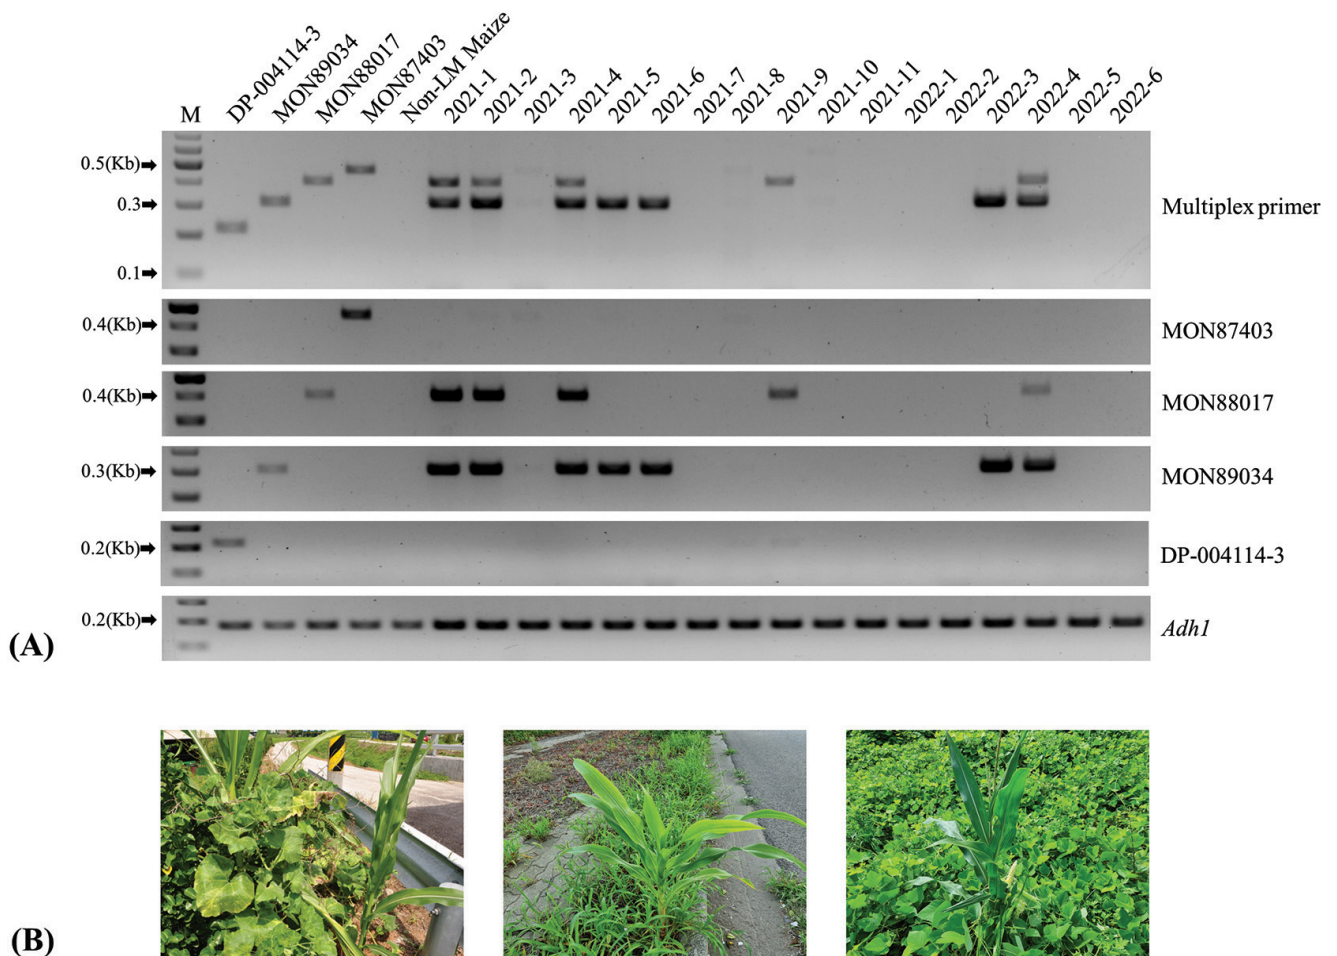 M DP-004114-3 MON89034 MON88017 MON87403 Non-LM Maize 2021-1 2021-2 2021-3 2021-4 2021-5 2021-6 2021-7 2021-8 2021-9 2021-10 2021-11 2022-1 2022-2 2022-3 2022-4 2022-5 2022-6
0.5(Kb)
0.3 Multiplex primer
0.1
0.4(Kb) MON87403
0.4(Kb) MON88017
0.3(Kb) MON89034
0.2(Kb) DP-004114-3
0.2(Kb) Adh1
(A)
(B)